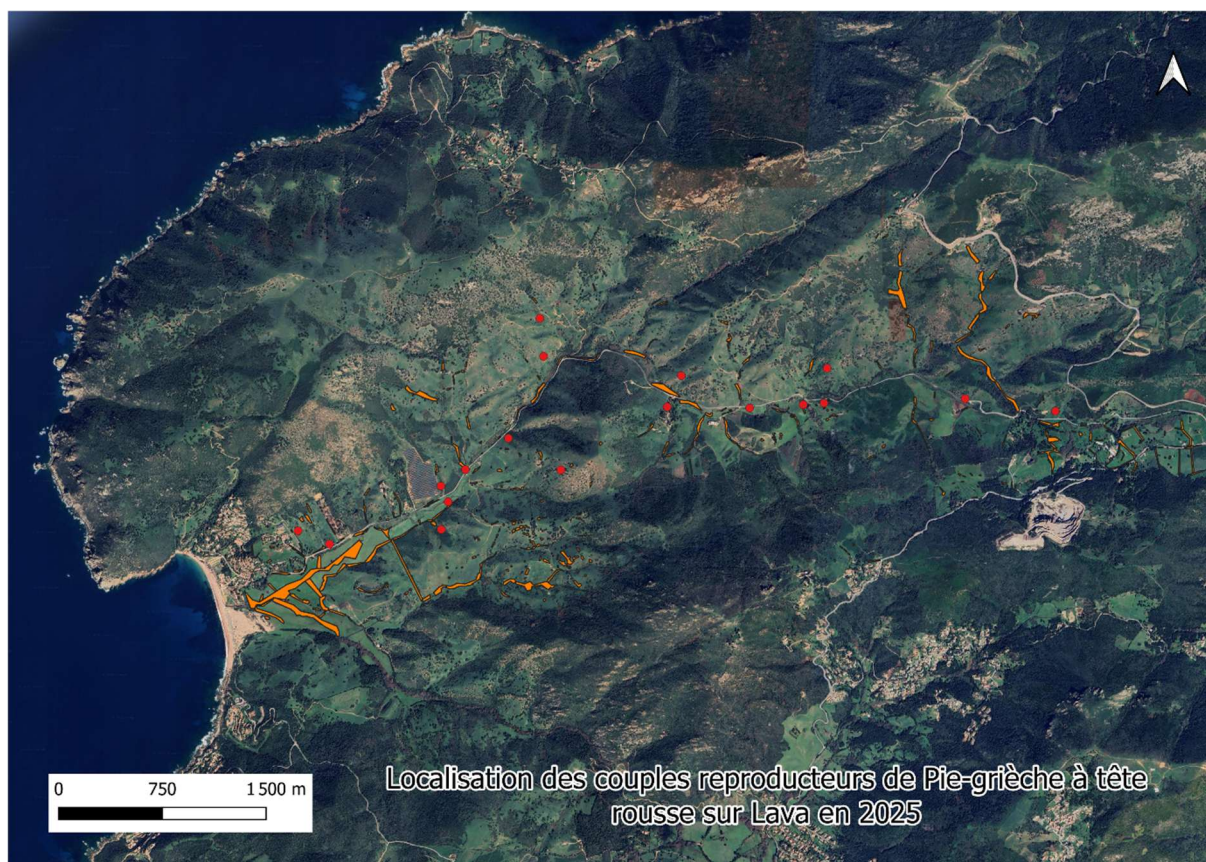 0 750 1 500 m
Localisation des couples reproducteurs de Pie-grièche à tête
rousse sur Lava en 2025